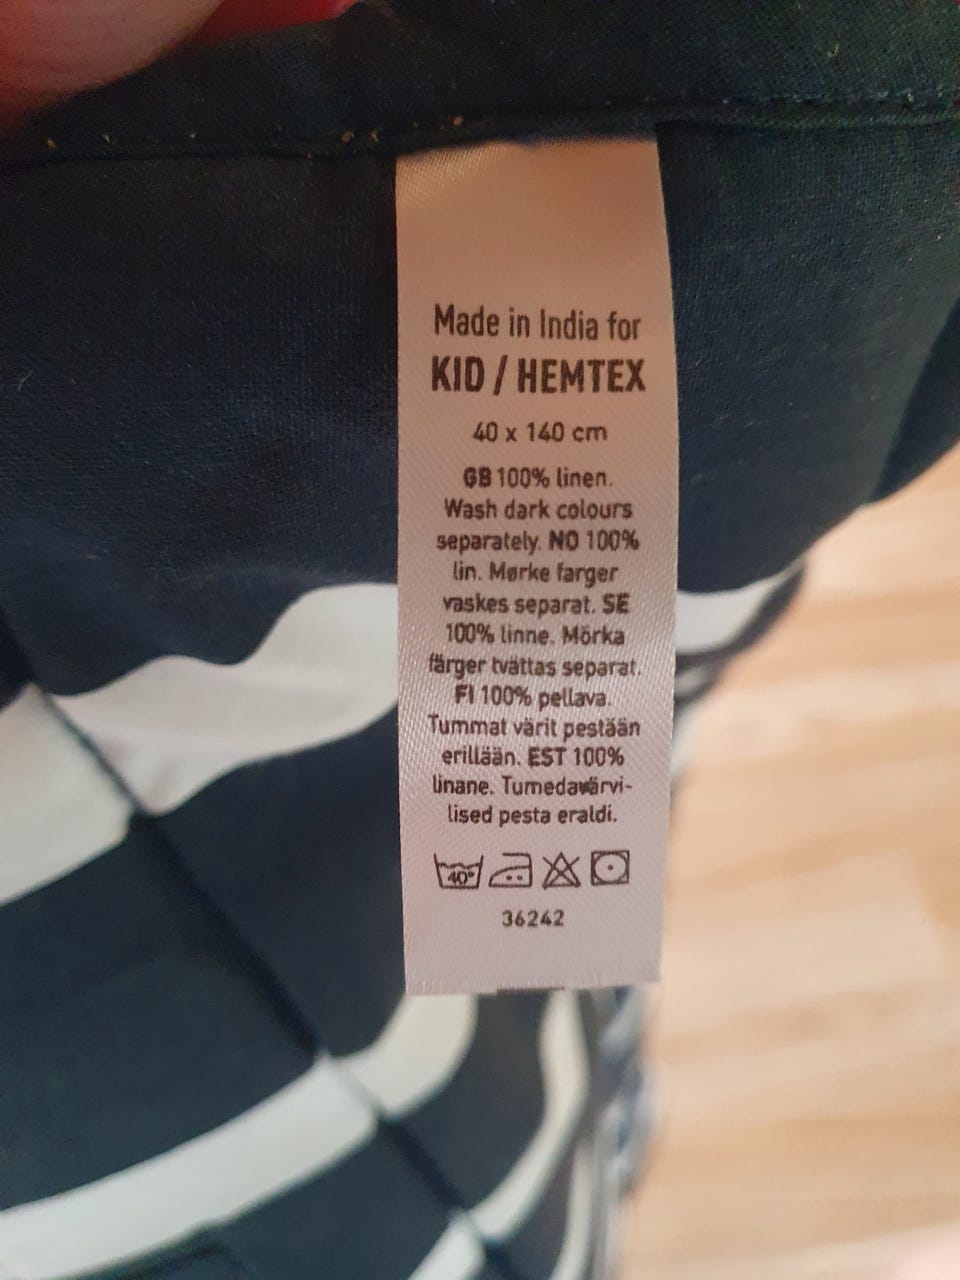 Made in India for
KID / HEMTEX
40 x 140 cm
GB 100% linen.
Wash dark colours
separately. NO 100%
lin. Mørke farger
vaskes separat. SE
100% linne. Mörka
färger tvättas separat.
FI 100% pellava.
Tummat värit pestään
erillään. EST 100%
linane. Tumedavärvi-
lised pesta eraldi.
40°
36242